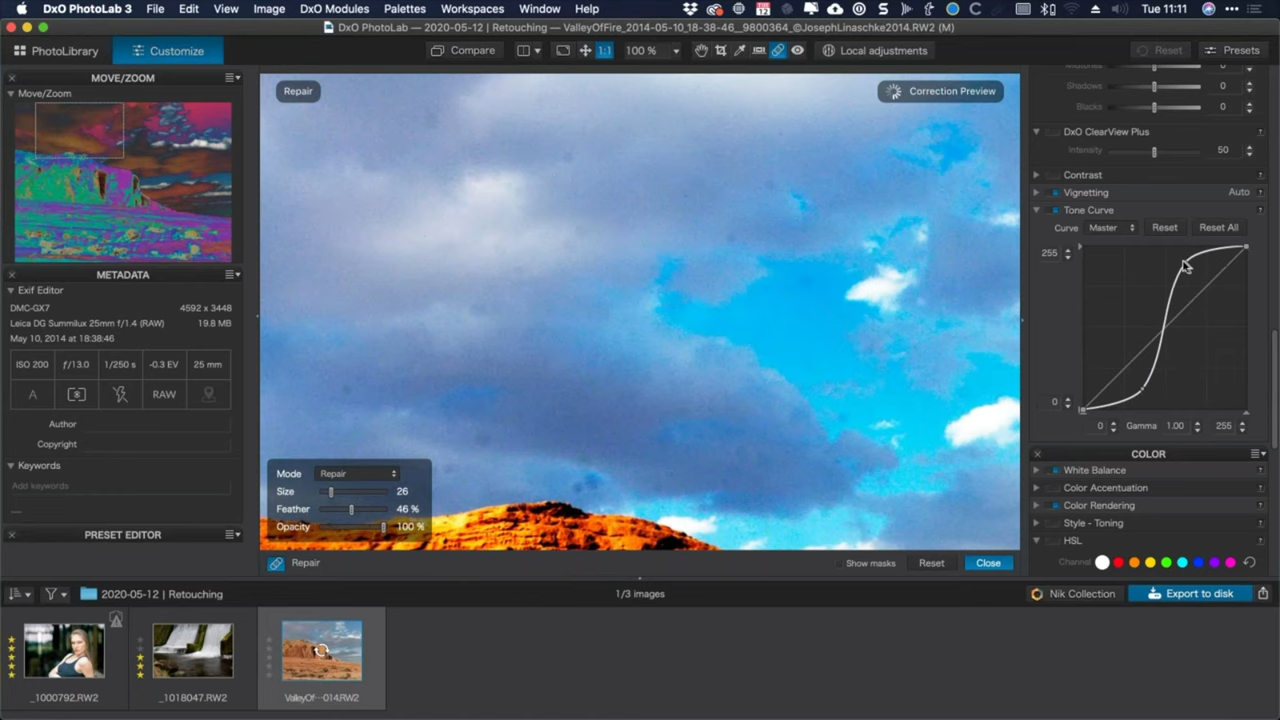 DxO PhotoLab 3 File Edit View Image DxO Modules Palettes Workspaces Window Help Tue 11:11
DxO PhotoLab — 2020-05-12 | Retouching — ValleyOfFire_2014-05-10_18-38-46__9800364_©JosephLinaschke2014.RW2 (M)
PhotoLibrary Customize Compare 1:1 100 % Local adjustments Reset Presets
MOVE/ZOOM
Move/Zoom
METADATA
Exif Editor
DMC-GX7 4592 x 3448
Leica DG Summilux 25mm f/1.4 (RAW) 19.8 MB
May 10, 2014 at 18:38:46
ISO 200 ƒ/13.0 1/250 s -0.3 EV 25 mm
A RAW
Author
Copyright
Keywords
Add keywords
PRESET EDITOR
Repair
Correction Preview
Mode Repair
Size 26
Feather 46 %
Opacity 100 %
Repair Show masks Reset Close
Midtones 0
Shadows 0
Blacks 0
DxO ClearView Plus
Intensity 50
Contrast
Vignetting Auto
Tone Curve
Curve Master Reset Reset All
255
0
0 Gamma 1.00 255
COLOR
White Balance
Color Accentuation
Color Rendering
Style - Toning
HSL
Channel
2020-05-12 | Retouching 1/3 images Nik Collection Export to disk
_1000792.RW2 _1018047.RW2 ValleyOf···014.RW2